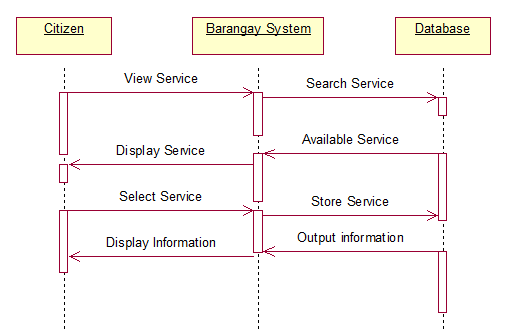 Citizen
Barangay System
Database
View Service
Search Service
Available Service
Display Service
Select Service
Store Service
Output information
Display Information